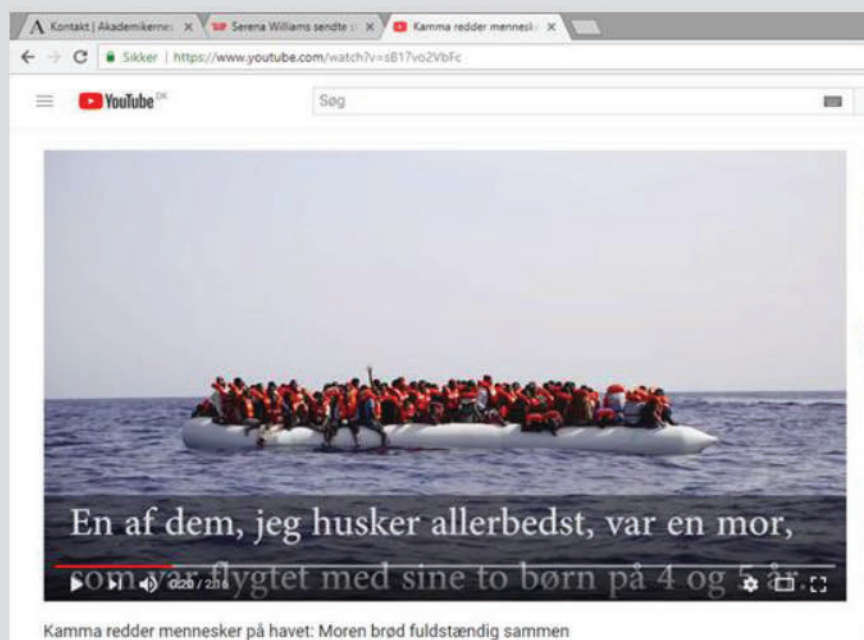 Kontakt | Akademikerne:
Serena Williams sendte s
Kamma redder mennesk
Sikker | https://www.youtube.com/watch?v=sB17vo2VbFc
YouTube DK
Søg
En af dem, jeg husker allerbedst, var en mor,
som var flygtet med sine to børn på 4 og 5 år.
0:20 / 2:16
Kamma redder mennesker på havet: Moren brød fuldstændig sammen